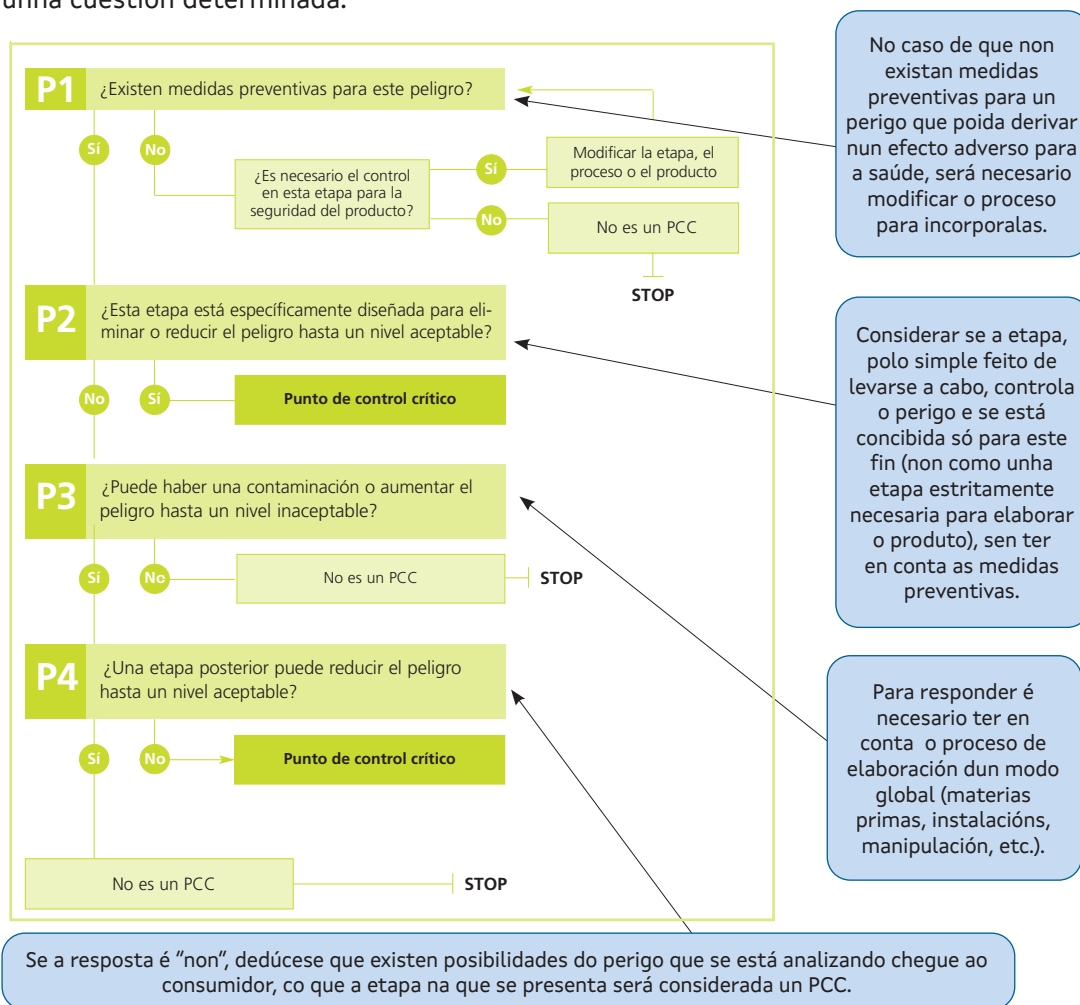 unha cuestión determinada.
P1
¿Existen medidas preventivas para este peligro?
Sí
No
¿Es necesario el control
en esta etapa para la
seguridad del producto?
Sí
Modificar la etapa, el
proceso o el producto
No
No es un PCC
STOP
No caso de que non
existan medidas
preventivas para un
perigo que poida derivar
nun efecto adverso para
a saúde, será necesario
modificar o proceso
para incorporalas.
P2
¿Esta etapa está específicamente diseñada para eli-
minar o reducir el peligro hasta un nivel aceptable?
No
Sí
Punto de control crítico
Considerar se a etapa,
polo simple feito de
levarse a cabo, controla
o perigo e se está
concibida só para este
fin (non como unha
etapa estritamente
necesaria para elaborar
o produto), sen ter
en conta as medidas
preventivas.
P3
¿Puede haber una contaminación o aumentar el
peligro hasta un nivel inaceptable?
Sí
No
No es un PCC
STOP
P4
¿Una etapa posterior puede reducir el peligro
hasta un nivel aceptable?
Sí
No
Punto de control crítico
Para responder é
necesario ter en
conta o proceso de
elaboración dun modo
global (materias
primas, instalacións,
manipulación, etc.).
No es un PCC
STOP
Se a resposta é "non", dedúcese que existen posibilidades do perigo que se está analizando chegue ao
consumidor, co que a etapa na que se presenta será considerada un PCC.